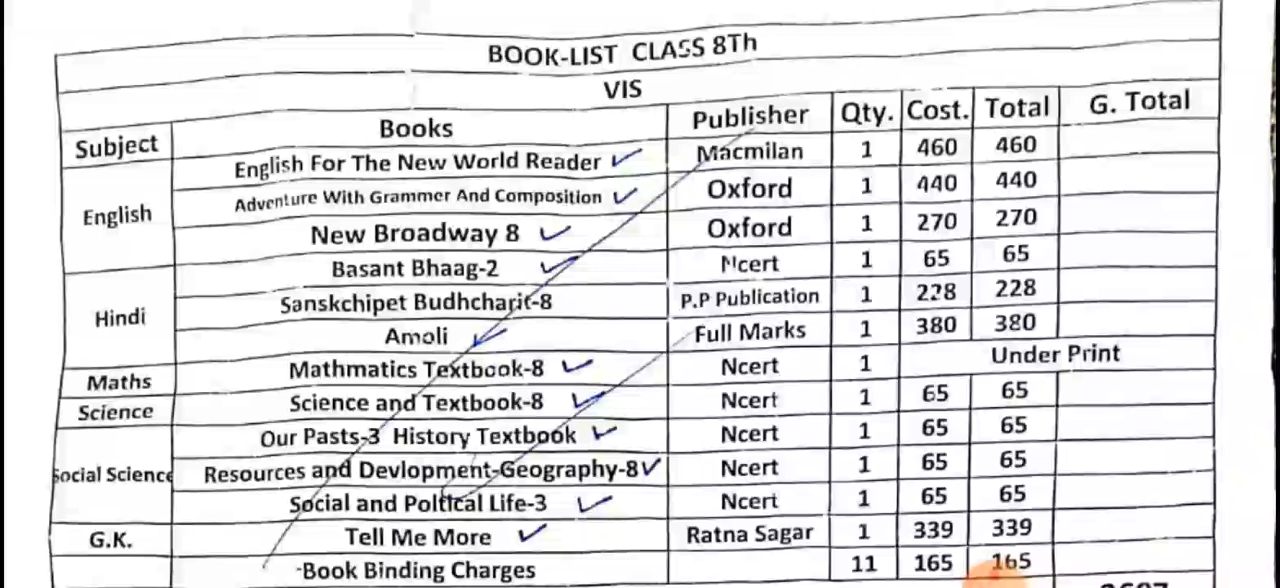 BOOK-LIST CLASS 8Th
VIS
Subject Books Publisher Qty. Cost. Total G. Total
English English For The New World Reader Macmilan 1 460 460
Adventure With Grammer And Composition Oxford 1 440 440
New Broadway 8 Oxford 1 270 270
Hindi Basant Bhaag-2 Ncert 1 65 65
Sanskchipet Budhcharit-8 P.P Publication 1 228 228
Amoli Full Marks 1 380 380
Maths Mathmatics Textbook-8 Ncert 1 Under Print
Science Science and Textbook-8 Ncert 1 65 65
Social Science Our Pasts-3 History Textbook Ncert 1 65 65
Resources and Devlopment-Geography-8 Ncert 1 65 65
Social and Poltical Life-3 Ncert 1 65 65
G.K. Tell Me More Ratna Sagar 1 339 339
-Book Binding Charges 11 165 165